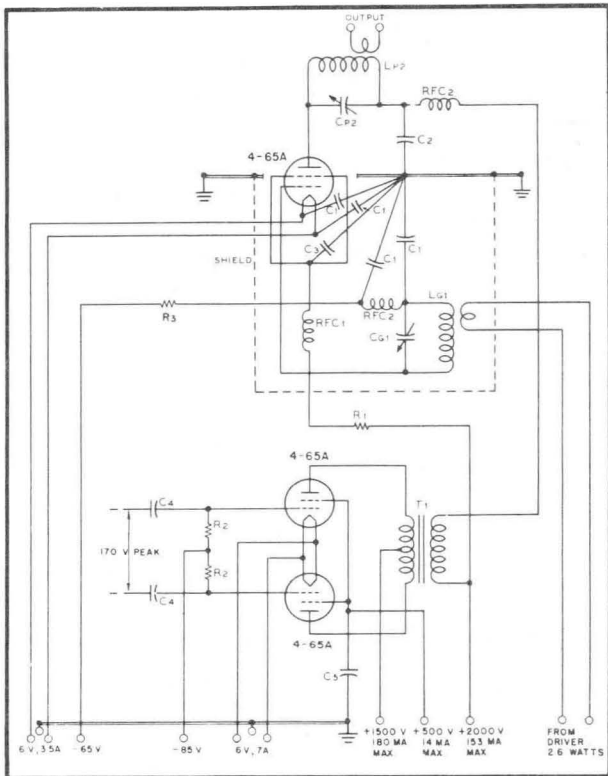 OUTPUT
LP2
RFC2
CP2
C2
4-65A
C1
C1
C3
C1
C1
SHIELD
LG1
R3
RFC2
RFC1
CG1
R1
4-65A
C4
T1
R2
170 V PEAK
R2
C4
4-65A
C5
6 V, 3.5A
-65V
-85V
6 V, 7A
+1500 V
180 MA
MAX
+500 V
14 MA
MAX
+2000 V
153 MA
MAX
FROM
DRIVER
2.6 WATTS